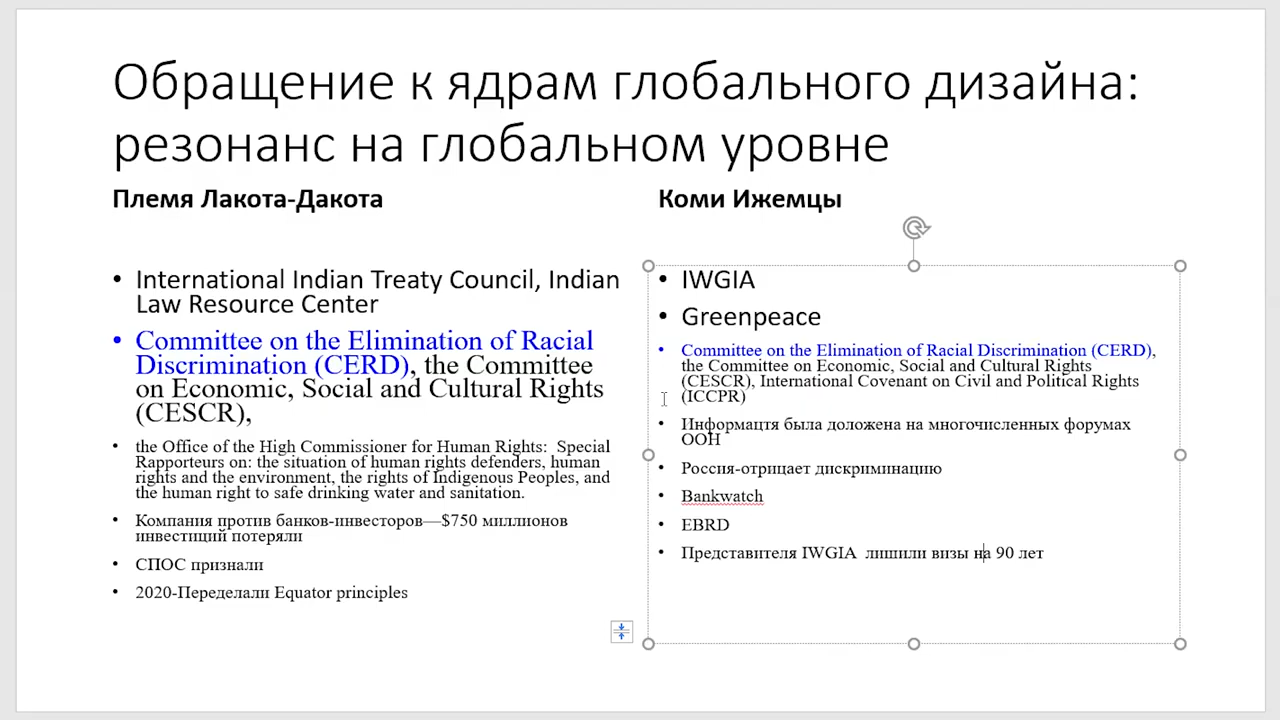 Обращение к ядрам глобального дизайна:
резонанс на глобальном уровне
Племя Лакота-Дакота
• International Indian Treaty Council, Indian
Law Resource Center
• Committee on the Elimination of Racial
Discrimination (CERD), the Committee
on Economic, Social and Cultural Rights
(CESCR),
• the Office of the High Commissioner for Human Rights: Special
Rapporteurs on: the situation of human rights defenders, human
rights and the environment, the rights of Indigenous Peoples, and
the human right to safe drinking water and sanitation.
• Компания против банков-инвесторов—$750 миллионов
инвестиций потеряли
• СПОС признали
• 2020-Переделали Equator principles
Коми Ижемцы
• IWGIA
• Greenpeace
• Committee on the Elimination of Racial Discrimination (CERD),
the Committee on Economic, Social and Cultural Rights
(CESCR), International Covenant on Civil and Political Rights
(ICCPR)
• Информацтя была доложена на многочисленных форумах
ООН
• Россия-отрицает дискриминацию
• Bankwatch
• EBRD
• Представителя IWGIA лишили визы на 90 лет